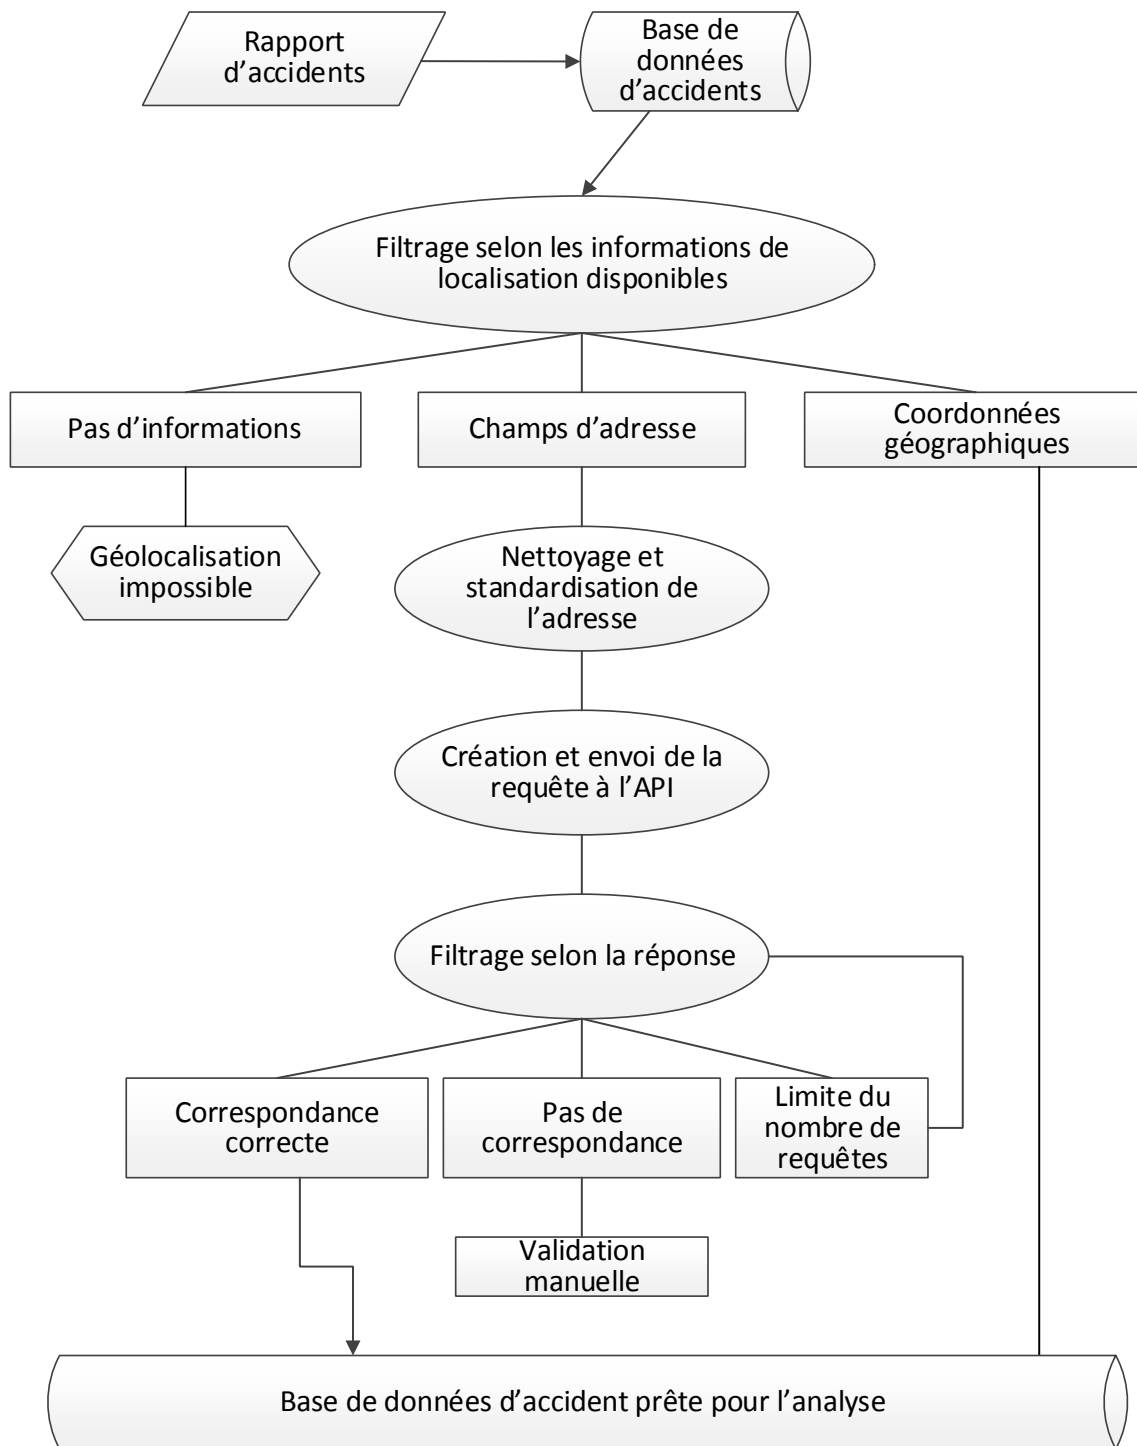 Rapport
d’accidents
Base de
données
d’accidents
Filtrage selon les informations de
localisation disponibles
Pas d’informations
Champs d’adresse
Coordonnées
géographiques
Géolocalisation
impossible
Nettoyage et
standardisation de
l’adresse
Création et envoi de la
requête à l’API
Filtrage selon la réponse
Correspondance
correcte
Pas de
correspondance
Limite du
nombre de
requêtes
Validation
manuelle
Base de données d’accident prête pour l’analyse